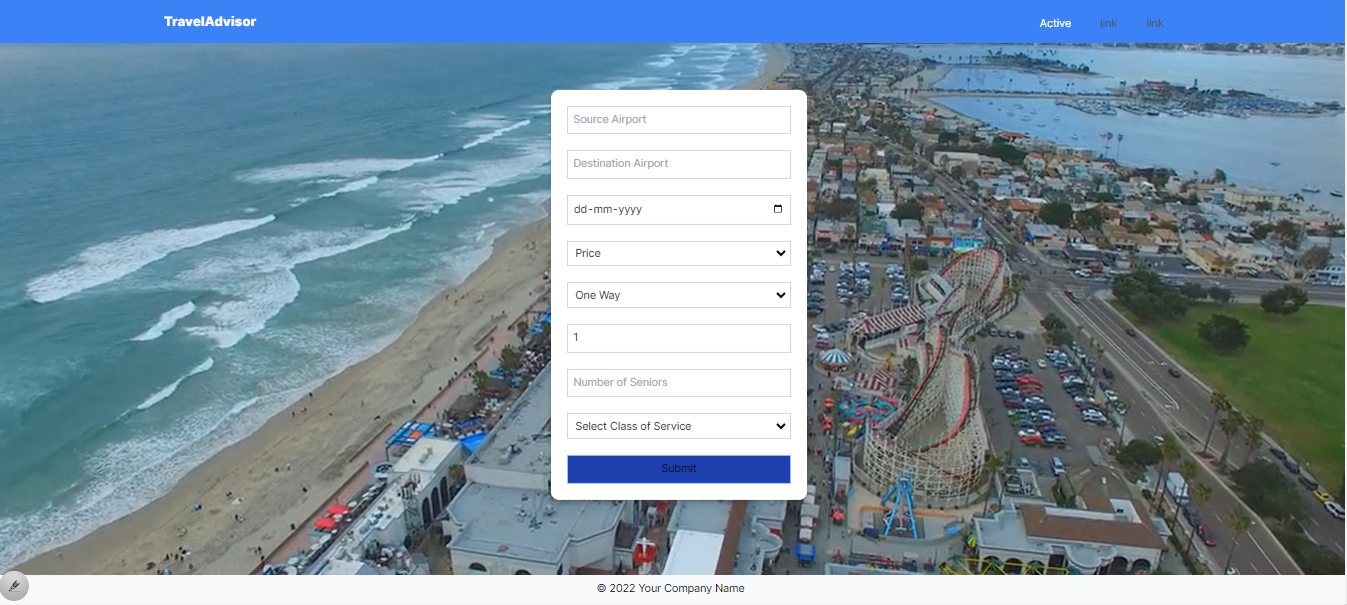 TravelAdvisor
Active link link
Source Airport
Destination Airport
dd-mm-yyyy
Price
One Way
1
Number of Seniors
Select Class of Service
Submit
© 2022 Your Company Name